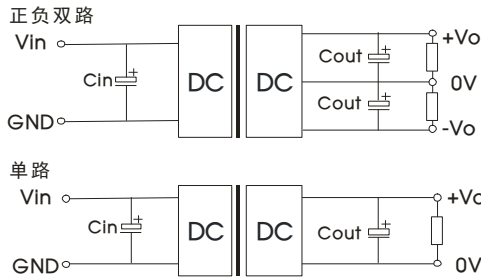 正负双路
Vin
Cin
+
DC
DC
Cout
+
Cout
+
+Vo
0V
-Vo
GND
单路
Vin
Cin
+
DC
DC
Cout
+
+Vo
0V
GND